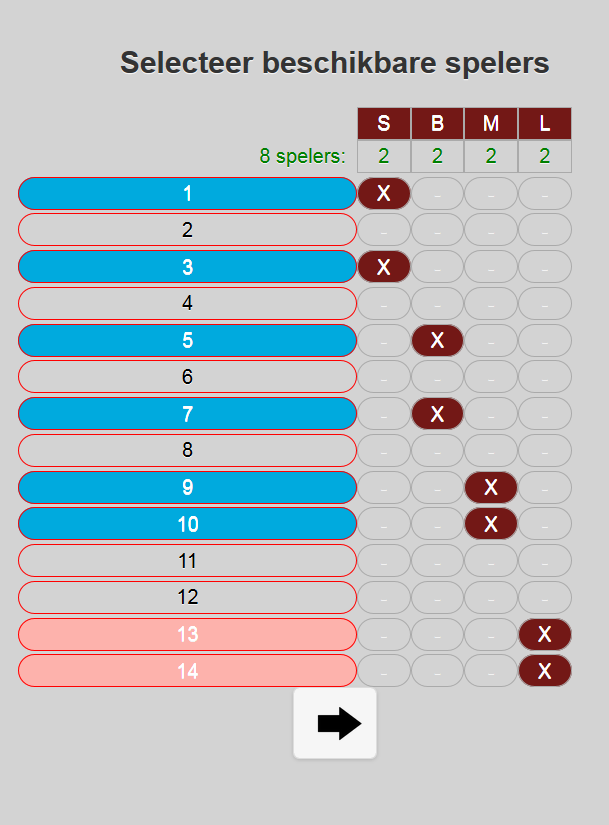 Selecteer beschikbare spelers
S B M L
8 spelers: 2 2 2 2
1 X - - -
2 - - - -
3 X - - -
4 - - - -
5 - X - -
6 - - - -
7 - X - -
8 - - - -
9 - - X -
10 - - X -
11 - - - -
12 - - - -
13 - - - X
14 - - - X